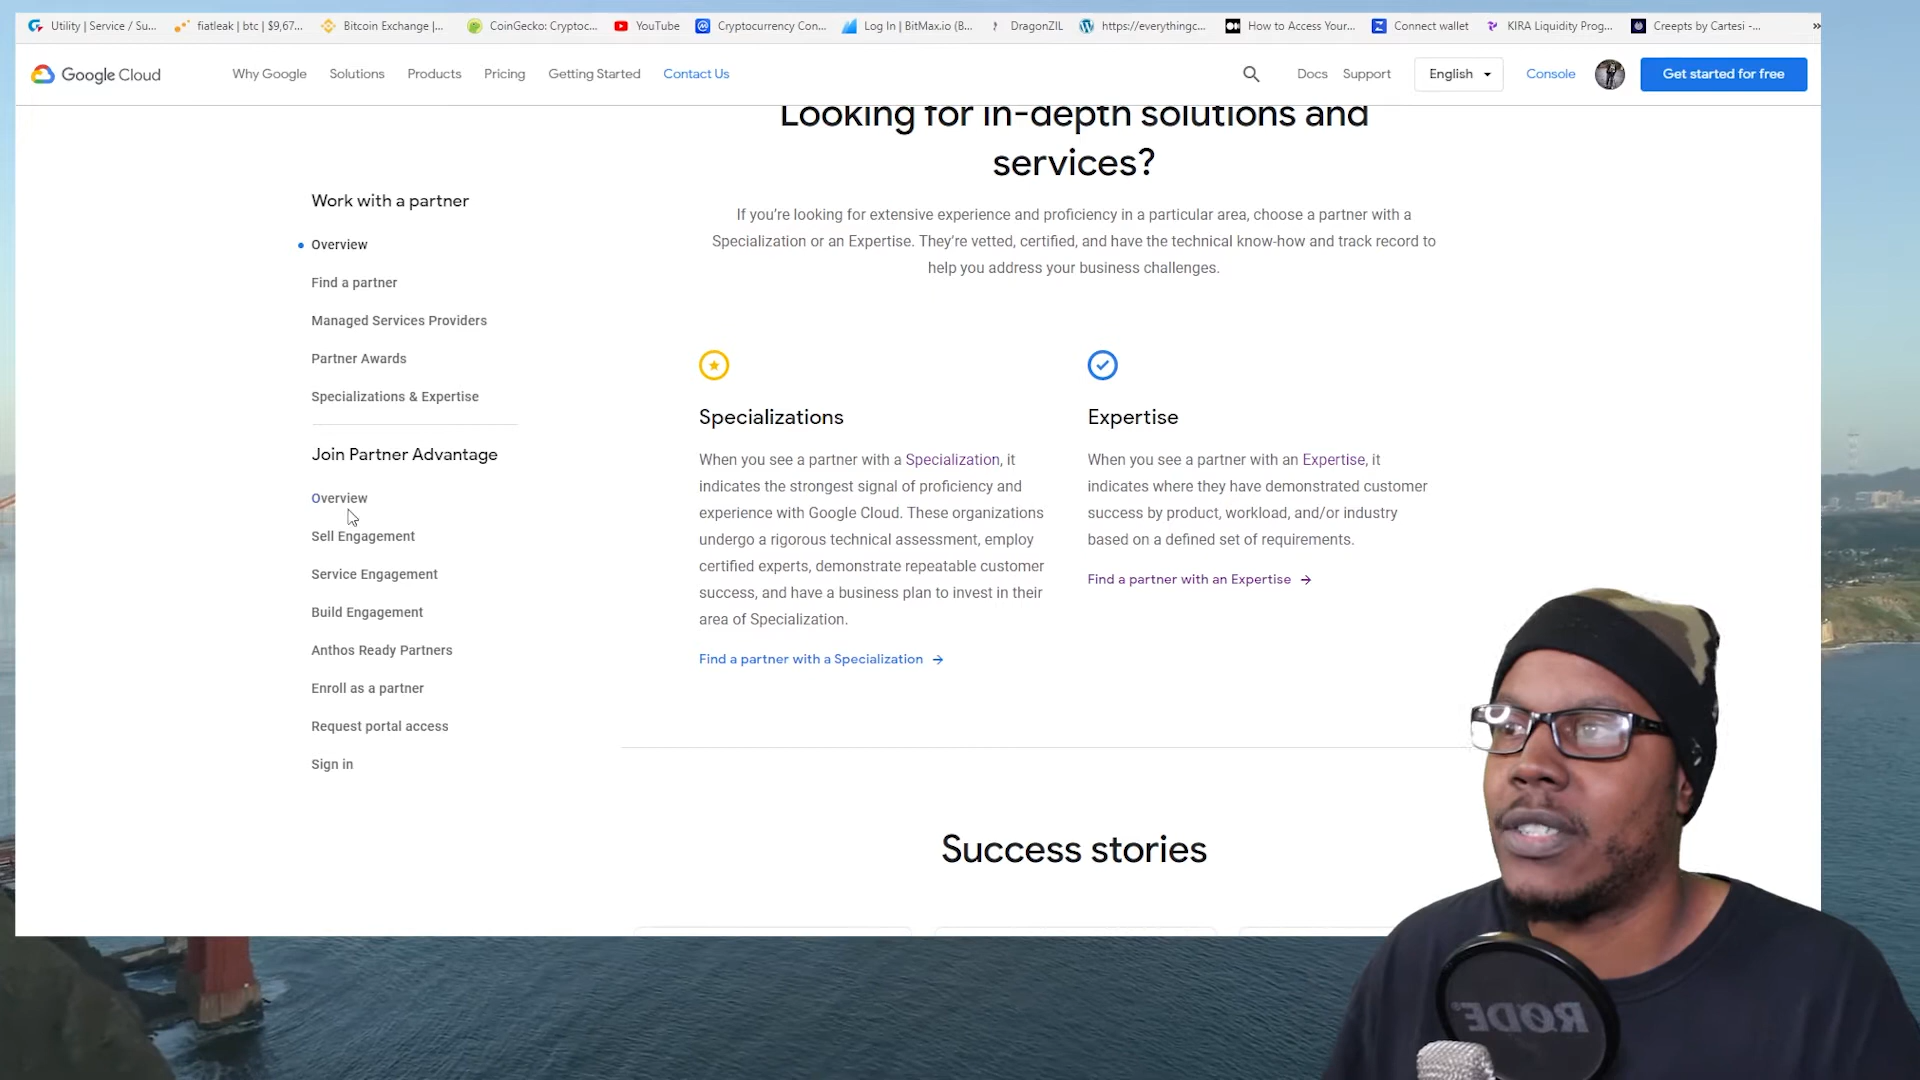 Utility | Service / Su...
fiatleak | btc | $9,67...
Bitcoin Exchange |...
CoinGecko: Cryptoc...
YouTube
Cryptocurrency Con...
Log In | BitMax.io (B...
DragonZIL
https://everythingc...
How to Access Your...
Connect wallet
KIRA Liquidity Prog...
Creepts by Cartesi -...
»
Google Cloud
Why Google
Solutions
Products
Pricing
Getting Started
Contact Us
Docs
Support
English
Console
Get started for free
Work with a partner
Overview
Find a partner
Managed Services Providers
Partner Awards
Specializations & Expertise
Join Partner Advantage
Overview
Sell Engagement
Service Engagement
Build Engagement
Anthos Ready Partners
Enroll as a partner
Request portal access
Sign in
Looking for in-depth solutions and
services?
If you're looking for extensive experience and proficiency in a particular area, choose a partner with a
Specialization or an Expertise. They're vetted, certified, and have the technical know-how and track record to
help you address your business challenges.
Specializations
When you see a partner with a Specialization, it
indicates the strongest signal of proficiency and
experience with Google Cloud. These organizations
undergo a rigorous technical assessment, employ
certified experts, demonstrate repeatable customer
success, and have a business plan to invest in their
area of Specialization.
Find a partner with a Specialization →
Expertise
When you see a partner with an Expertise, it
indicates where they have demonstrated customer
success by product, workload, and/or industry
based on a defined set of requirements.
Find a partner with an Expertise →
Success stories
RODE